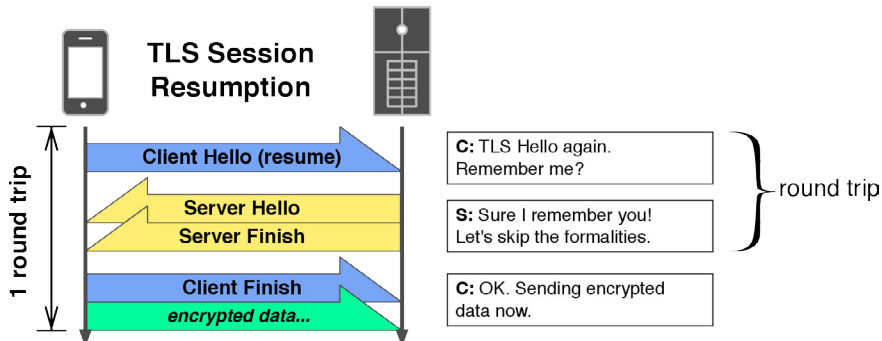 TLS Session
Resumption
1 round trip
Client Hello (resume)
Server Hello
Server Finish
Client Finish
encrypted data...
C: TLS Hello again.
Remember me?
S: Sure I remember you!
Let's skip the formalities.
C: OK. Sending encrypted
data now.
round trip